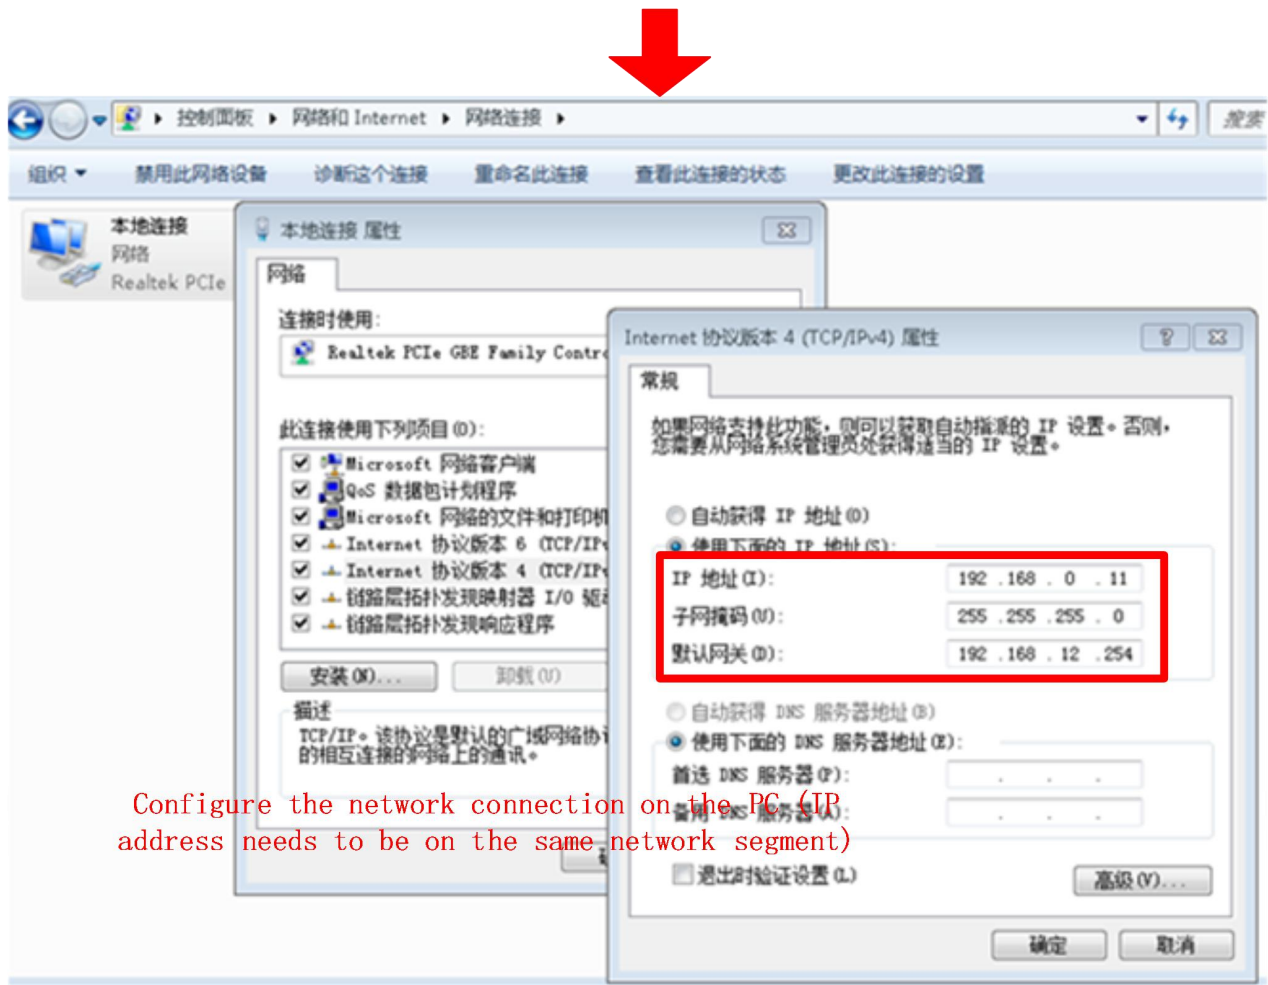 控制面板 网络和 Internet 网络连接
搜索
组织 禁用此网络设备 诊断这个连接 重命名此连接 查看此连接的状态 更改此连接的设置
本地连接
网络
Realtek PCIe
本地连接 属性
网络
连接时使用:
Realtek PCIe GBE Family Contro
此连接使用下列项目(O):
Microsoft 网络客户端
QoS 数据包计划程序
Microsoft 网络的文件和打印机
Internet 协议版本 6 (TCP/IPv
Internet 协议版本 4 (TCP/IPv
链路层拓扑发现映射器 I/O 驱动
链路层拓扑发现响应程序
安装(N)... 卸载(U)
描述
TCP/IP。该协议是默认的广域网络协议
的相互连接的网络上的通讯。
Internet 协议版本 4 (TCP/IPv4) 属性
常规
如果网络支持此功能，则可以获取自动指派的 IP 设置。否则，
您需要从网络系统管理员处获得适当的 IP 设置。
自动获得 IP 地址(O)
使用下面的 IP 地址(S):
IP 地址(I): 192 .168 . 0 . 11
子网掩码(U): 255 .255 .255 . 0
默认网关(D): 192 .168 . 12 .254
自动获得 DNS 服务器地址(B)
使用下面的 DNS 服务器地址(E):
首选 DNS 服务器(P):
备用 DNS 服务器(A):
退出时验证设置(L)
高级(V)...
确定 取消
Configure the network connection on the PC (IP
address needs to be on the same network segment)